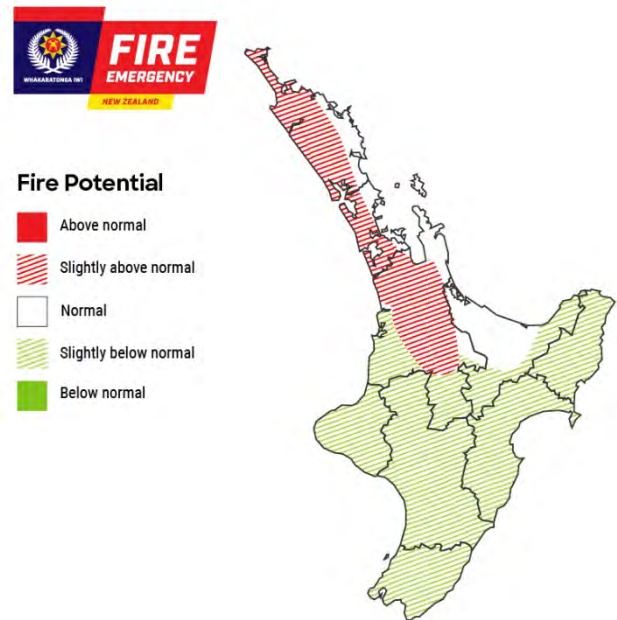 FIRE
EMERGENCY
NEW ZEALAND
WHAKARATONGA IWI
Fire Potential
Above normal
Slightly above normal
Normal
Slightly below normal
Below normal